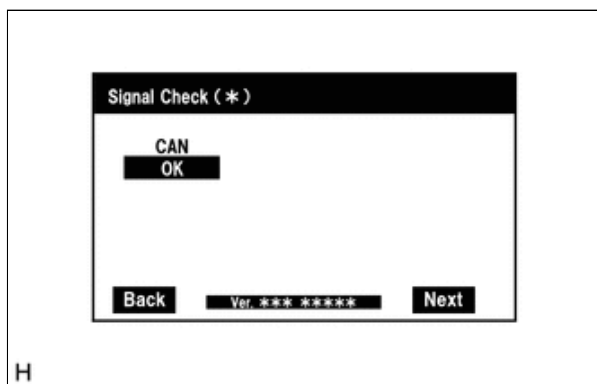 Signal Check (＊)
CAN
OK
Back Ver. *** ***** Next
H